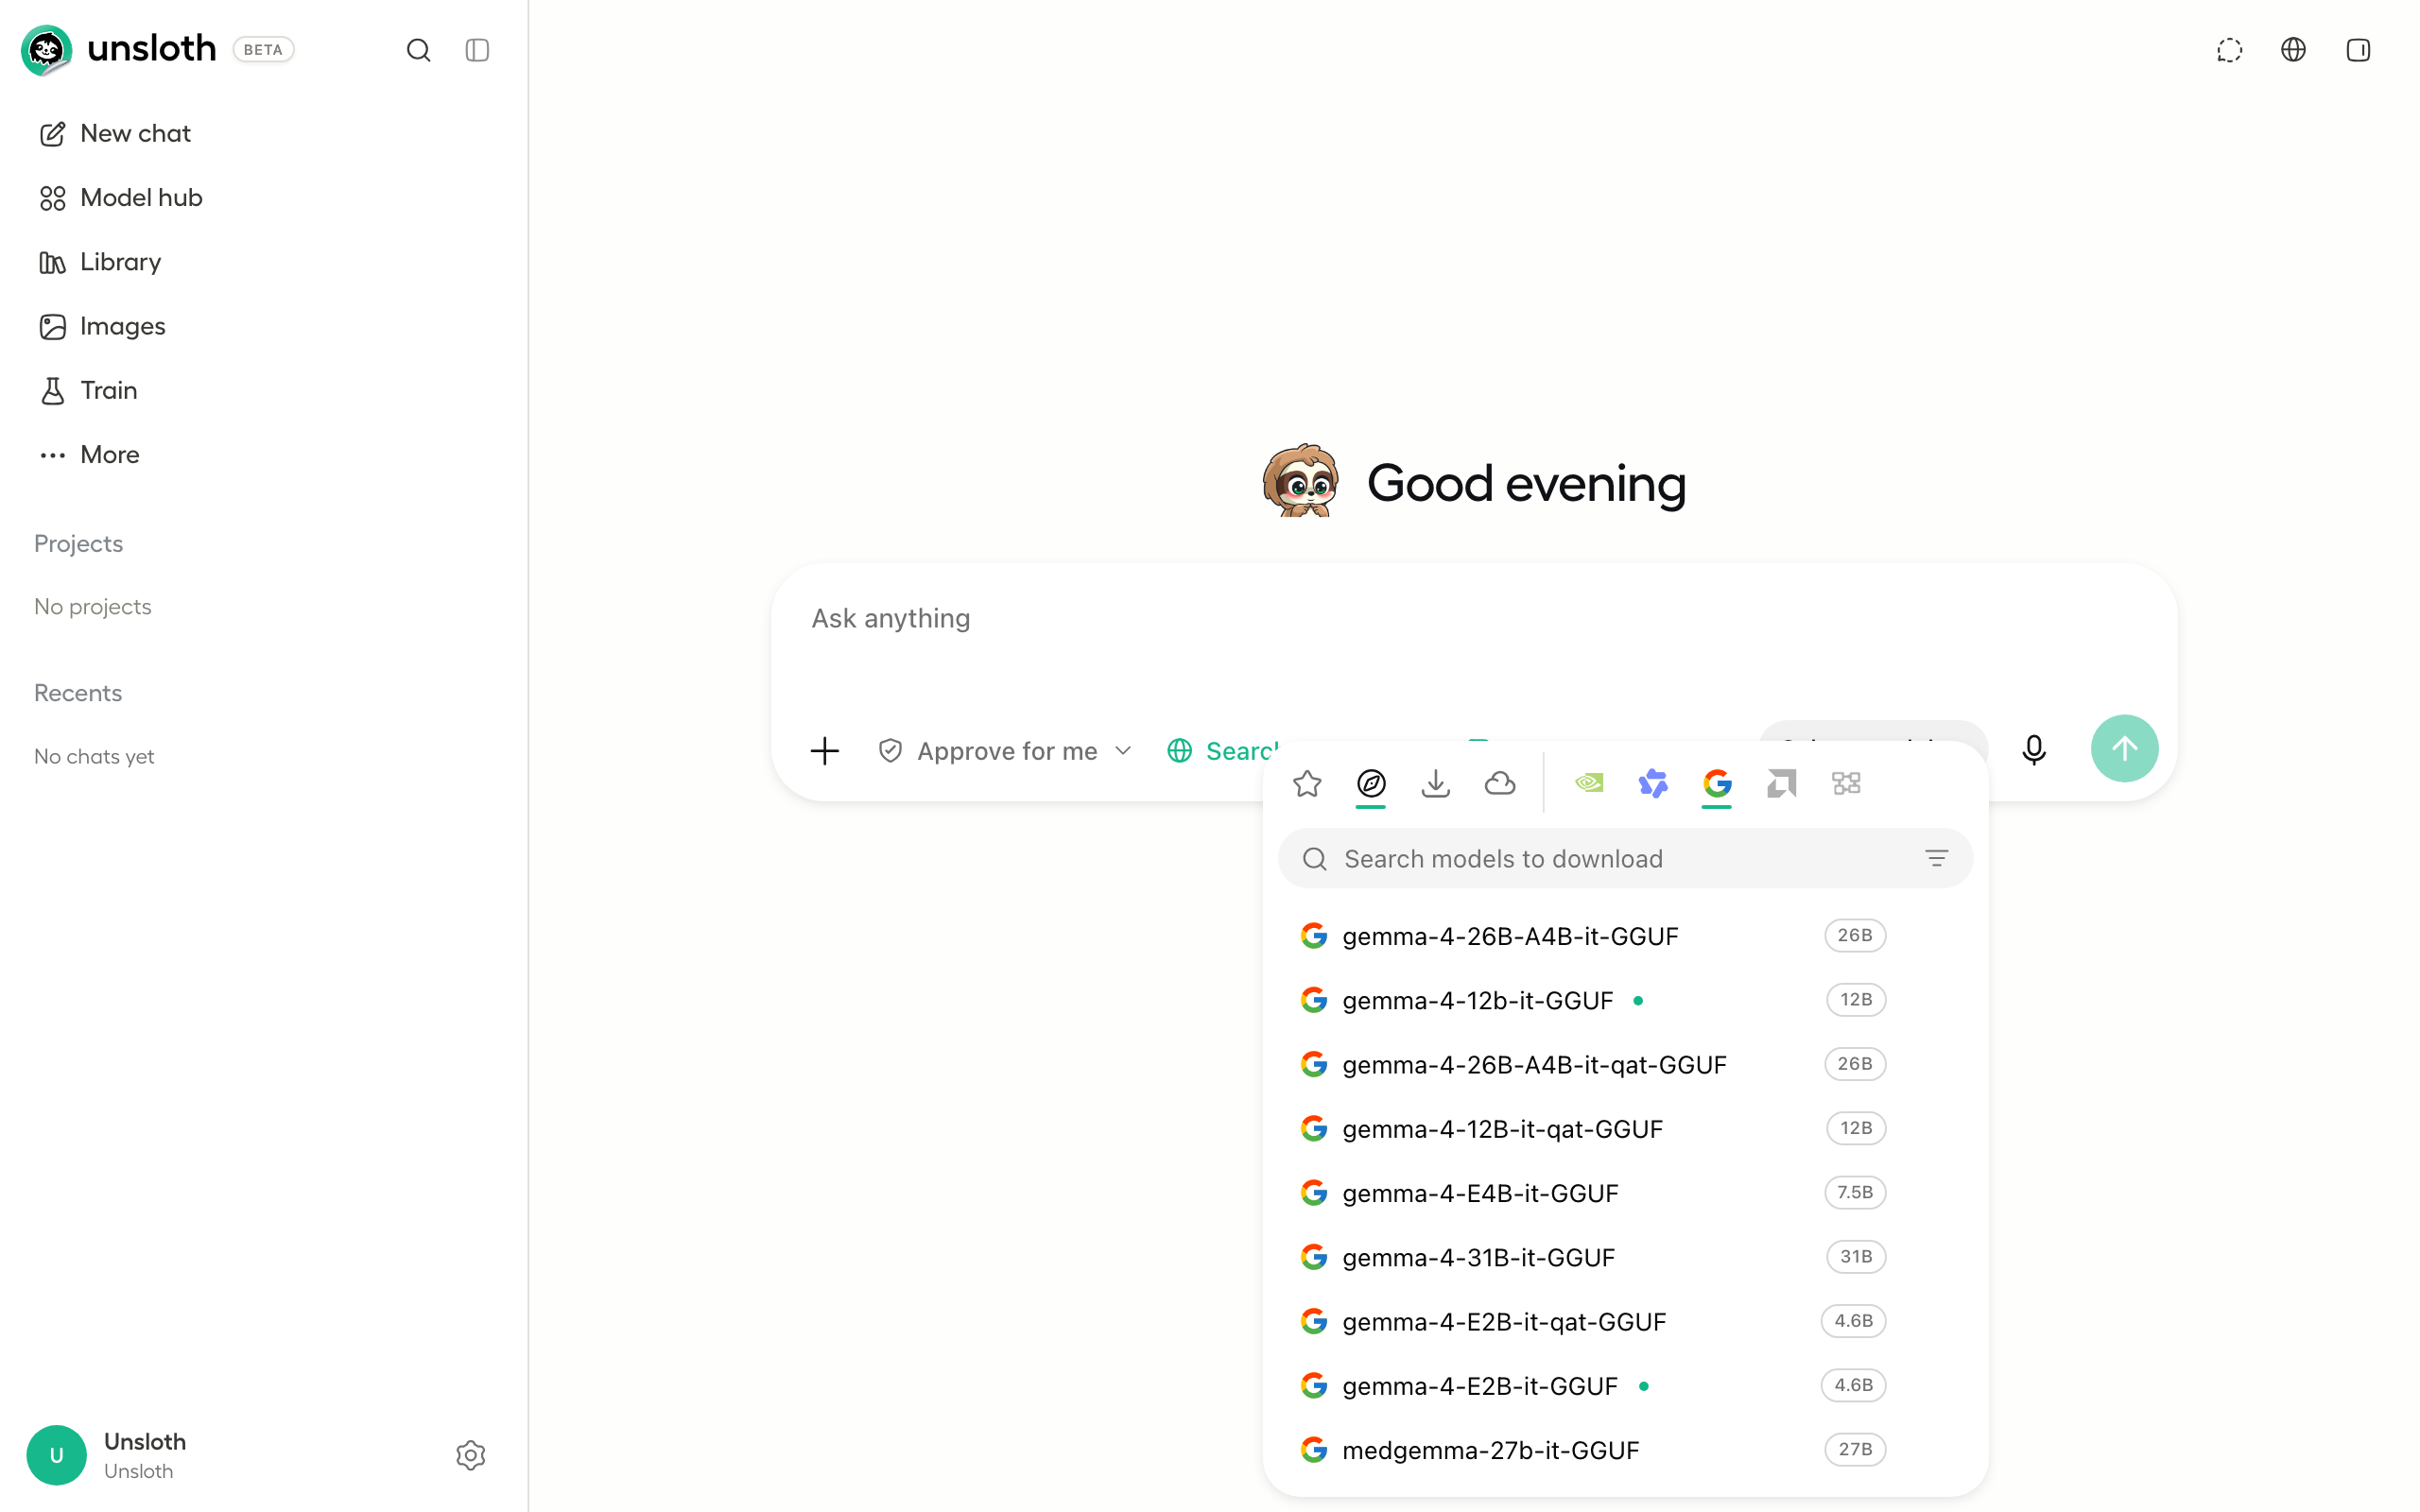 unsloth BETA
New chat
Model hub
Library
Images
Train
More
Projects
No projects
Recents
No chats yet
U
Unsloth
Unsloth
Good evening
Ask anything
Approve for me
Search models to download
gemma-4-26B-A4B-it-GGUF 26B
gemma-4-12b-it-GGUF 12B
gemma-4-26B-A4B-it-qat-GGUF 26B
gemma-4-12B-it-qat-GGUF 12B
gemma-4-E4B-it-GGUF 7.5B
gemma-4-31B-it-GGUF 31B
gemma-4-E2B-it-qat-GGUF 4.6B
gemma-4-E2B-it-GGUF 4.6B
medgemma-27b-it-GGUF 27B